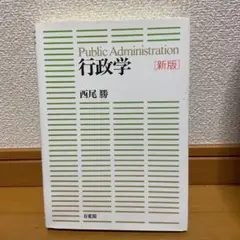 Public Administration
行政学
[新版]
西尾 勝
有斐閣